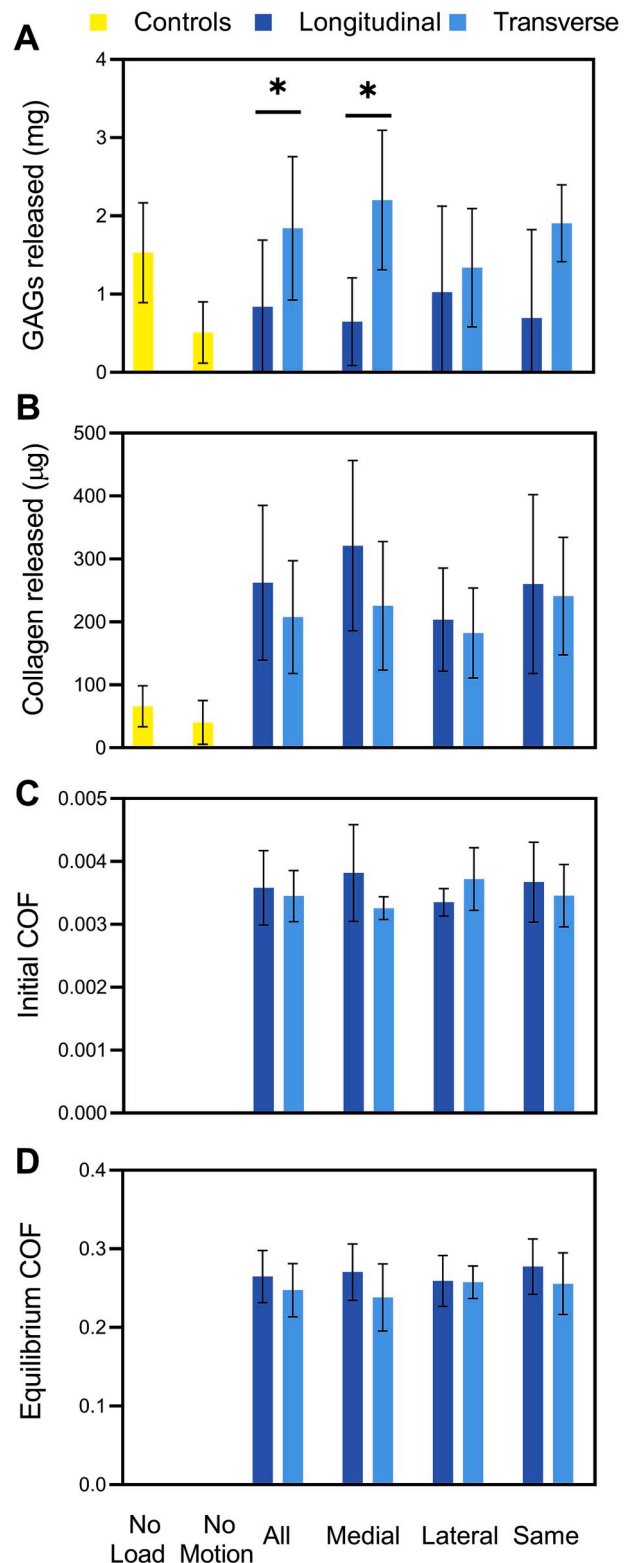 Controls Longitudinal Transverse
A
GAGs released (mg)
4
3
2
1
0
* *
B
Collagen released (µg)
500
400
300
200
100
0
C
Initial COF
0.005
0.004
0.003
0.002
0.001
0.000
D
Equilibrium COF
0.4
0.3
0.2
0.1
0.0
No Load
No Motion
All
Medial
Lateral
Same